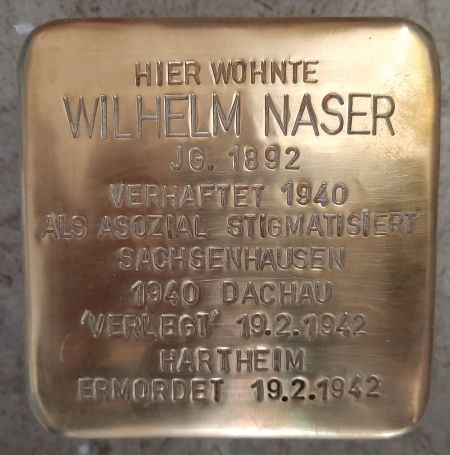 HIER WOHNTE
WILHELM NASER
JG. 1892
VERHAFTET 1940
ALS ASOZIAL STIGMATISIERT
SACHSENHAUSEN
1940 DACHAU
'VERLEGT' 19.2.1942
HARTHEIM
ERMORDET 19.2.1942